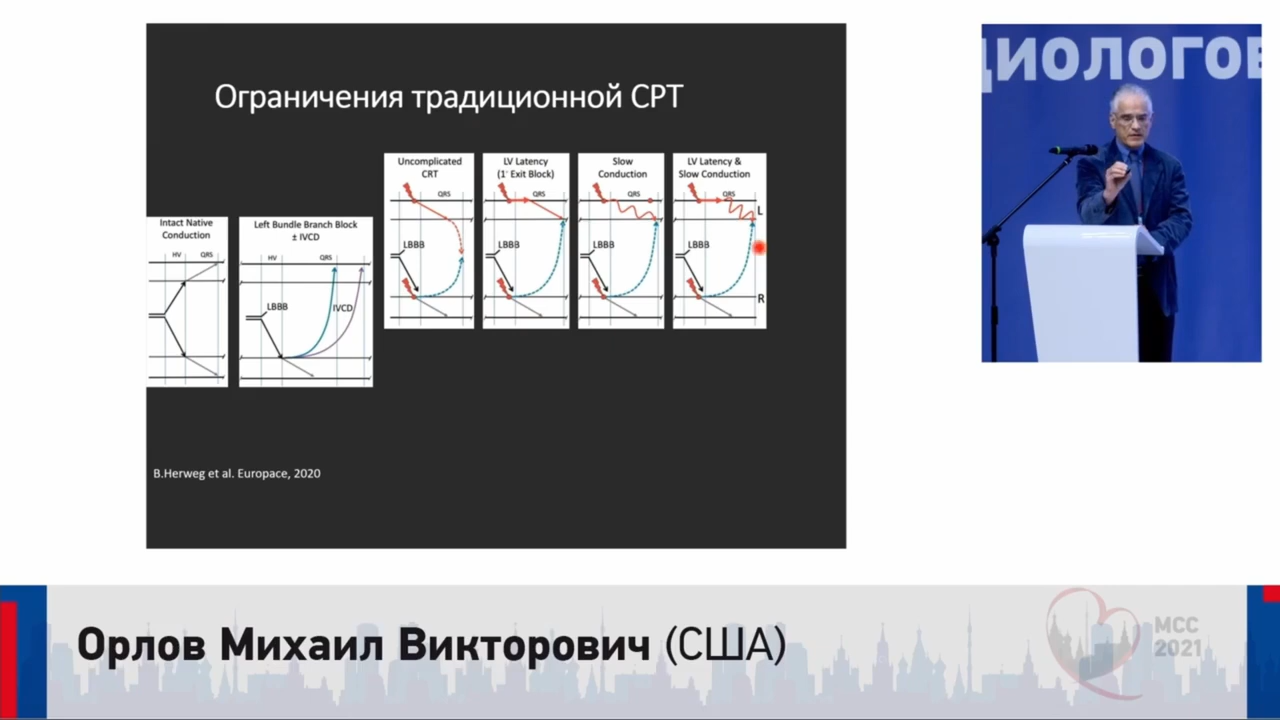 Ограничения традиционной СРТ
Intact Native
Conduction
HV QRS
Left Bundle Branch Block
± IVCD
HV QRS
LBBB
IVCD
Uncomplicated
CRT
QRS
LBBB
LV Latency
(1˚ Exit Block)
QRS
LBBB
Slow
Conduction
QRS
LBBB
LV Latency &
Slow Conduction
QRS
L
LBBB
R
B.Herweg et al. Europace, 2020
ДИОЛОГОВ
Орлов Михаил Викторович (США)
МСС
2021